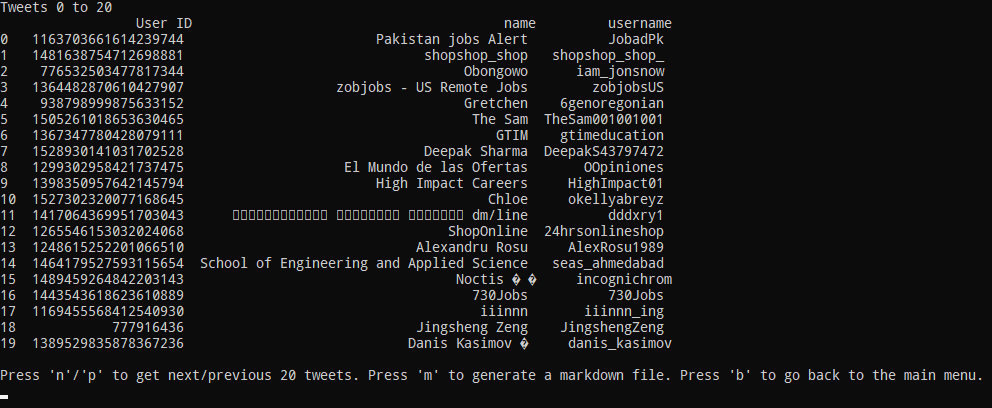 Tweets 0 to 20
User ID name username
0 1163703661614239744 Pakistan jobs Alert JobadPk
1 1481638754712698881 shopshop_shop shopshop_shop_
2 776532503477817344 Obongowo iam_jonsnow
3 1364482870610427907 zobjobs - US Remote Jobs zobjobsUS
4 938798999875633152 Gretchen 6genoregonian
5 1505261018653630465 The Sam TheSam001001001
6 1367347780428079111 GTIM gtimeducation
7 1528930141031702528 Deepak Sharma DeepakS43797472
8 1299302958421737475 El Mundo de las Ofertas OOpiniones
9 1398350957642145794 High Impact Careers HighImpact01
10 1527302320077168645 Chloe okellyabreyz
11 1417064369951703043 dm/line dddxry1
12 1265546153032024068 ShopOnline 24hrsonlineshop
13 1248615252201066510 Alexandru Rosu AlexRosu1989
14 1464179527593115654 School of Engineering and Applied Science seas_ahmedabad
15 1489459264842203143 Noctis � � incognichrom
16 1443543618623610889 730Jobs 730Jobs
17 1169455568412540930 iiinnn iiinnn_ing
18 777916436 Jingsheng Zeng JingshengZeng
19 1389529835878367236 Danis Kasimov � danis_kasimov
Press 'n'/'p' to get next/previous 20 tweets. Press 'm' to generate a markdown file. Press 'b' to go back to the main menu.